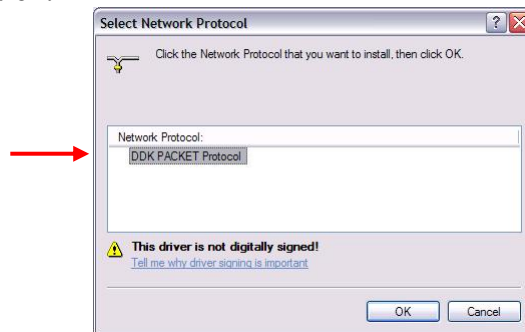 Select Network Protocol
Click the Network Protocol that you want to install, then click OK.
Network Protocol:
DDK PACKET Protocol
This driver is not digitally signed!
Tell me why driver signing is important
OK Cancel